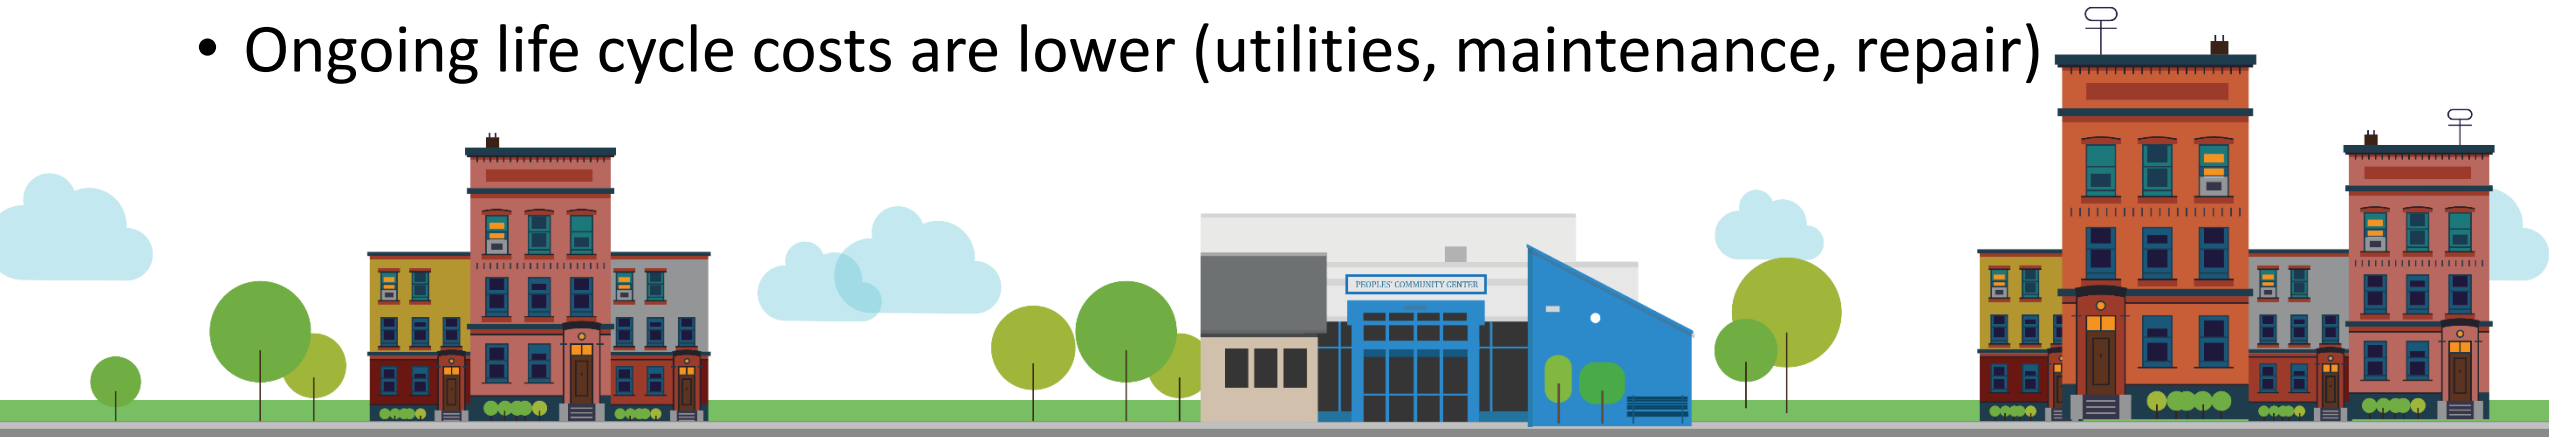 • Ongoing life cycle costs are lower (utilities, maintenance, repair)
PEOPLES' COMMUNITY CENTER